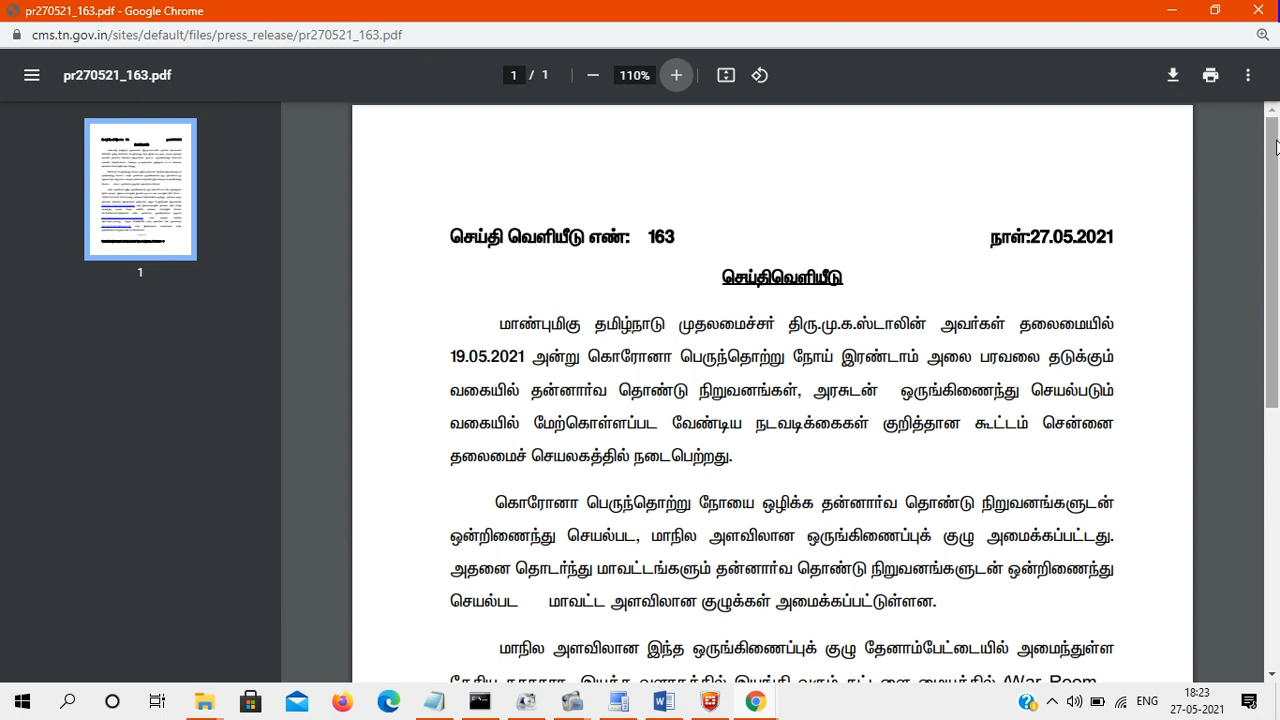 pr270521_163.pdf - Google Chrome
cms.tn.gov.in/sites/default/files/press_release/pr270521_163.pdf
pr270521_163.pdf
1 / 1
110%
1
செய்தி வெளியீடு எண்: 163 நாள்:27.05.2021
செய்திவெளியீடு
மாண்புமிகு தமிழ்நாடு முதலமைச்சர் திரு.மு.க.ஸ்டாலின் அவர்கள் தலைமையில்
19.05.2021 அன்று கொரோனா பெருந்தொற்று நோய் இரண்டாம் அலை பரவலை தடுக்கும்
வகையில் தன்னார்வ தொண்டு நிறுவனங்கள், அரசுடன் ஒருங்கிணைந்து செயல்படும்
வகையில் மேற்கொள்ளப்பட வேண்டிய நடவடிக்கைகள் குறித்தான கூட்டம் சென்னை
தலைமைச் செயலகத்தில் நடைபெற்றது.
கொரோனா பெருந்தொற்று நோயை ஒழிக்க தன்னார்வ தொண்டு நிறுவனங்களுடன்
ஒன்றிணைந்து செயல்பட, மாநில அளவிலான ஒருங்கிணைப்புக் குழு அமைக்கப்பட்டது.
அதனை தொடர்ந்து மாவட்டங்களும் தன்னார்வ தொண்டு நிறுவனங்களுடன் ஒன்றிணைந்து
செயல்பட மாவட்ட அளவிலான குழுக்கள் அமைக்கப்பட்டுள்ளன.
மாநில அளவிலான இந்த ஒருங்கிணைப்புக் குழு தேனாம்பேட்டையில் அமைந்துள்ள
(War Room
ENG
18:23
27-05-2021